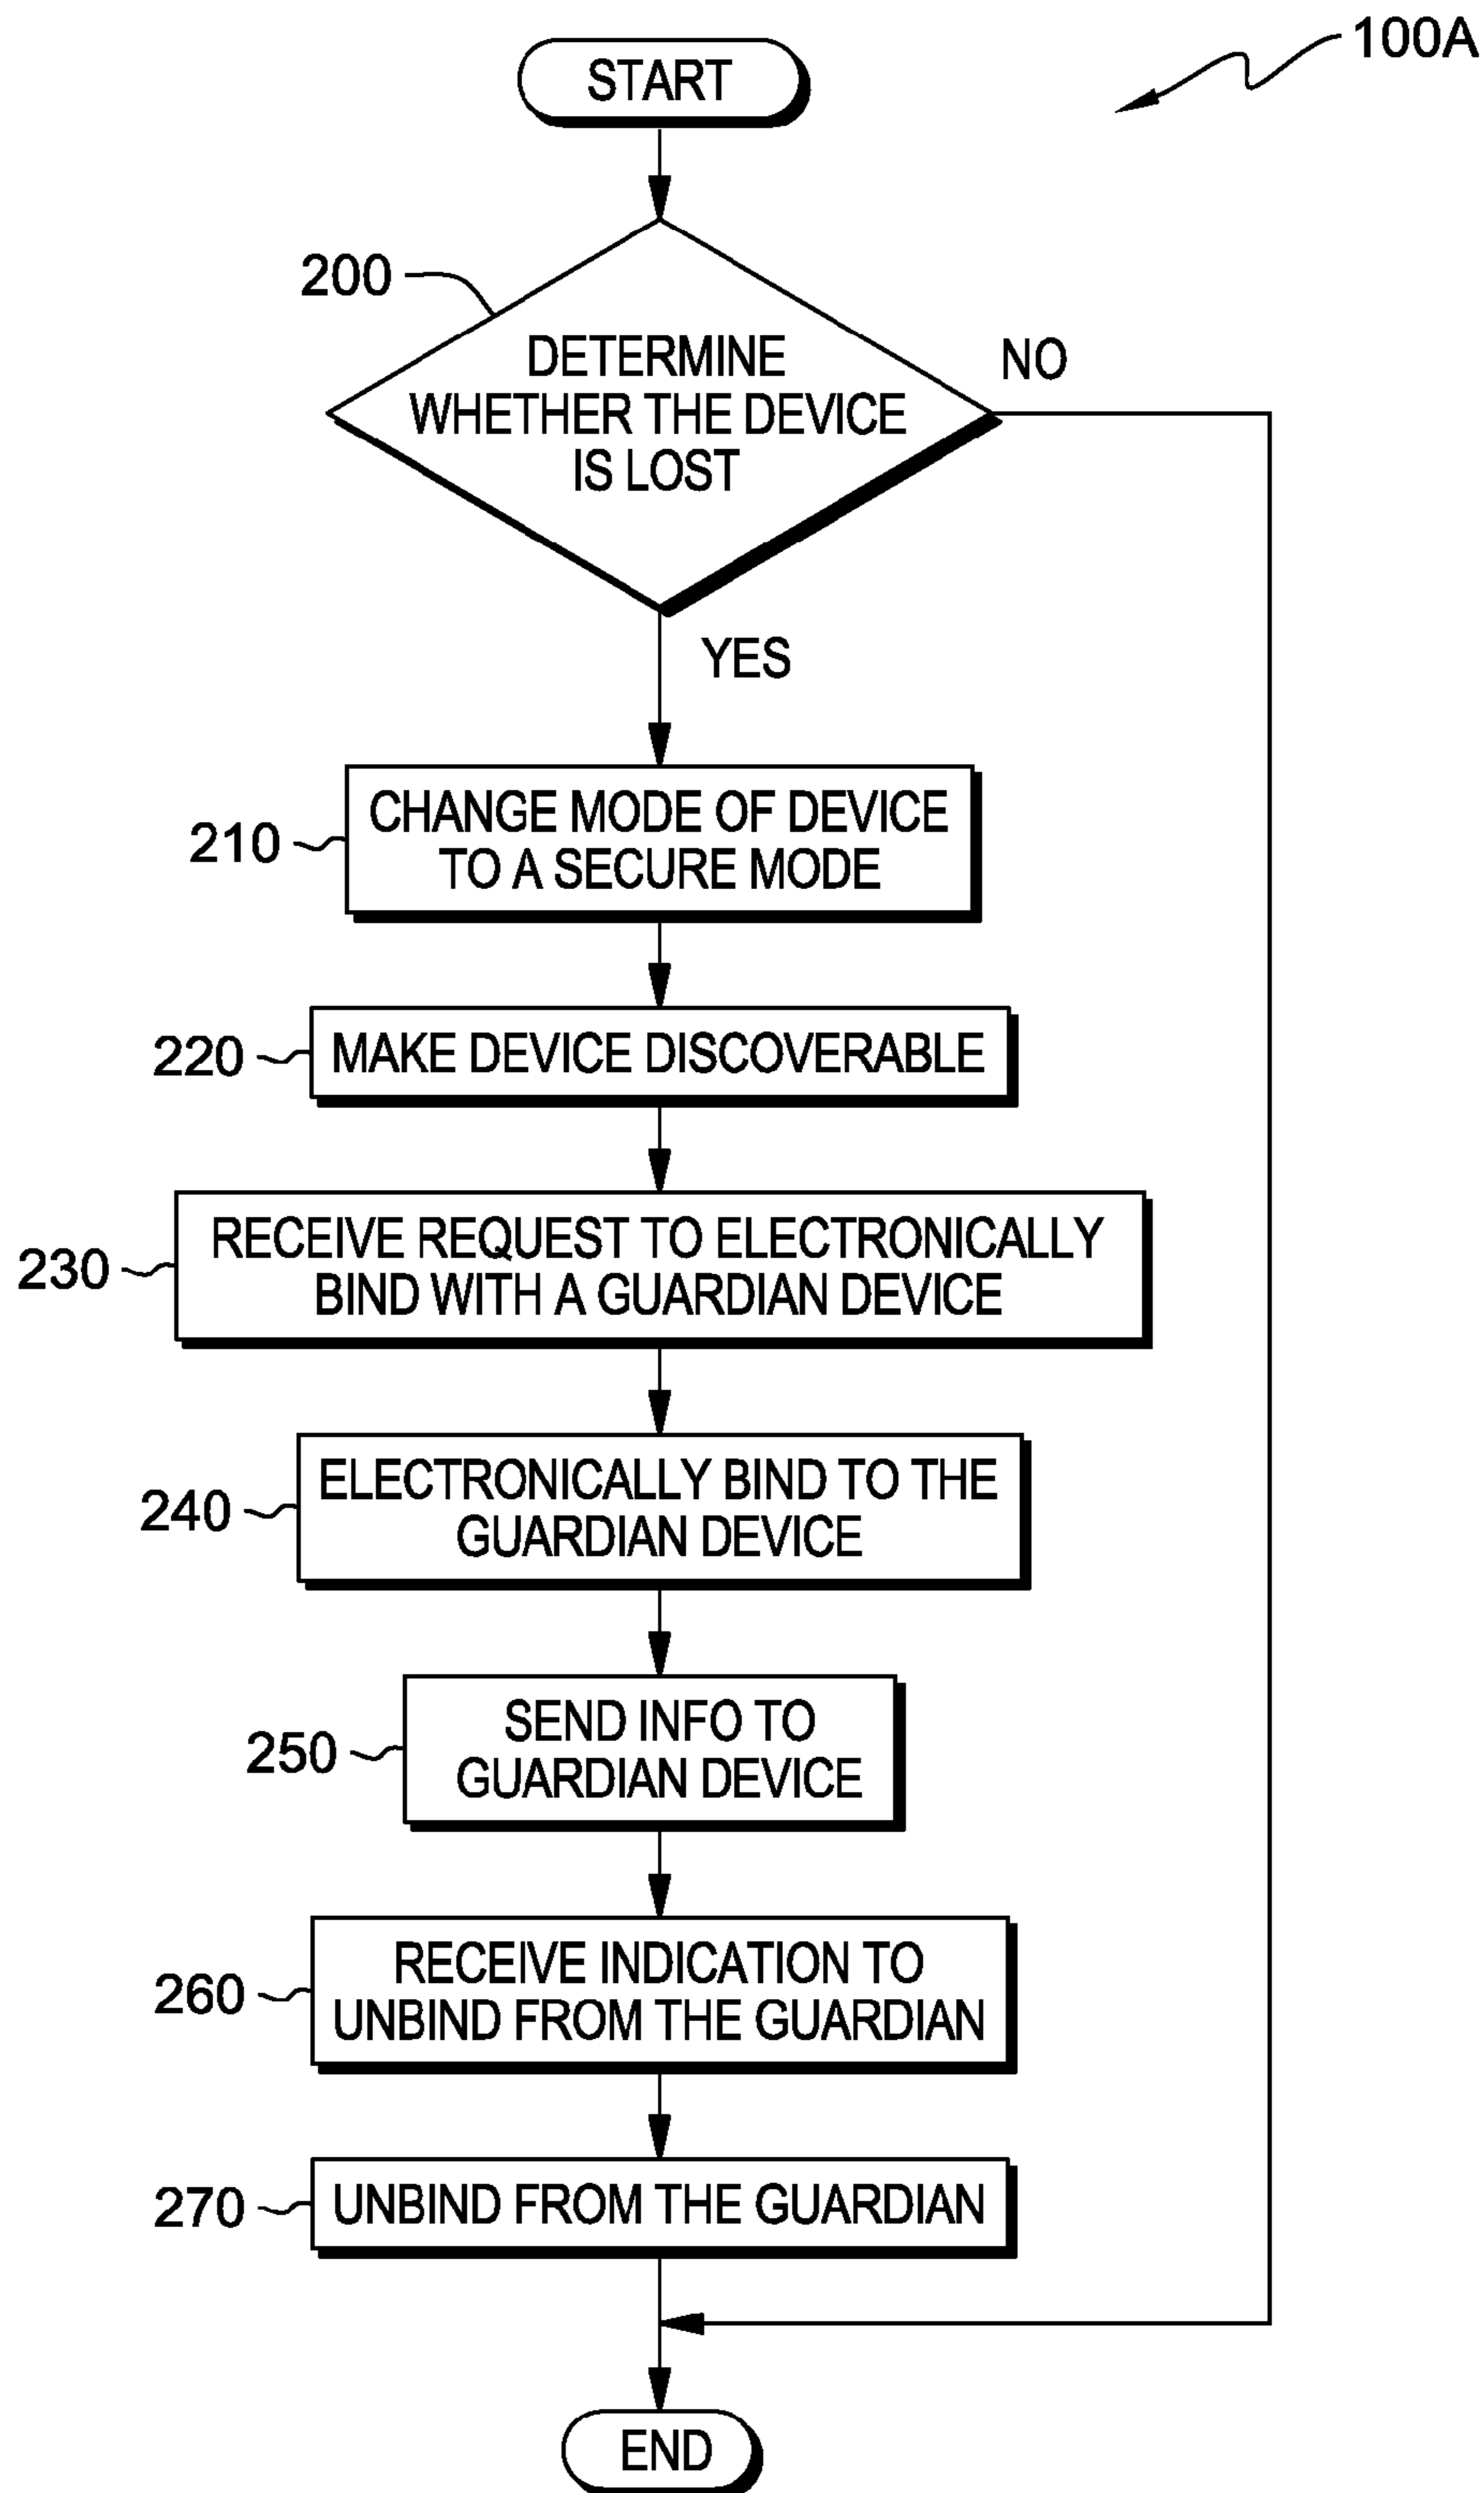 100A
START
200
DETERMINE
WHETHER THE DEVICE
IS LOST
NO
YES
210
CHANGE MODE OF DEVICE
TO A SECURE MODE
220
MAKE DEVICE DISCOVERABLE
230
RECEIVE REQUEST TO ELECTRONICALLY
BIND WITH A GUARDIAN DEVICE
240
ELECTRONICALLY BIND TO THE
GUARDIAN DEVICE
250
SEND INFO TO
GUARDIAN DEVICE
260
RECEIVE INDICATION TO
UNBIND FROM THE GUARDIAN
270
UNBIND FROM THE GUARDIAN
END